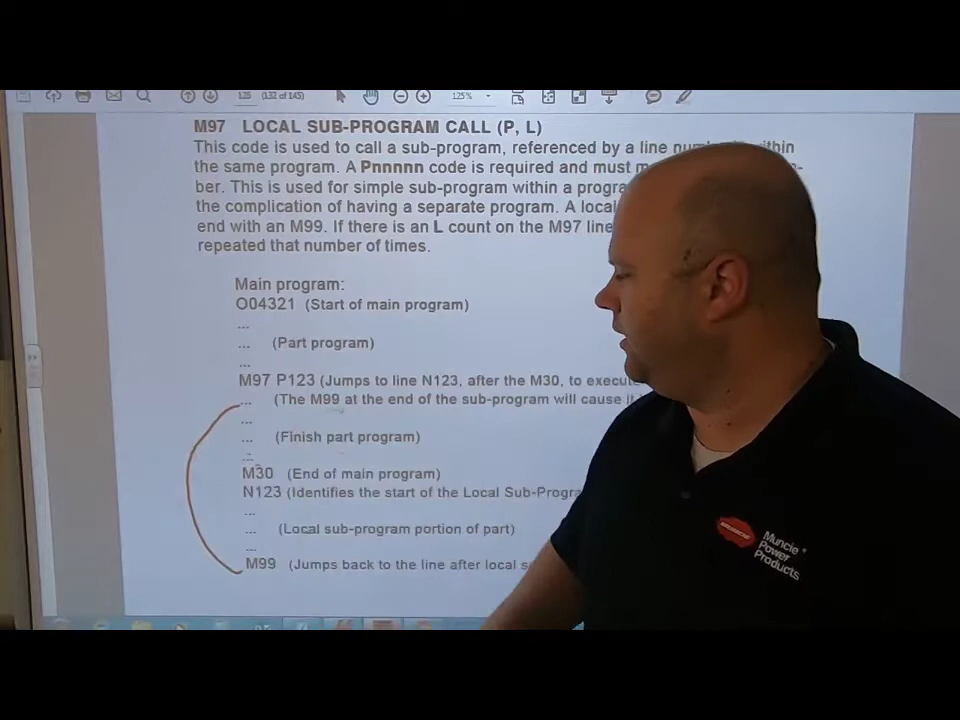 125 (132 of 145) 125%
M97 LOCAL SUB-PROGRAM CALL (P, L)
This code is used to call a sub-program, referenced by a line within
the same program. A Pnnnnn code is required and must
ber. This is used for simple sub-program within a
the complication of having a separate program. A
end with an M99. If there is an L count on the M97
repeated that number of times.
Main program:
O04321 (Start of main program)
...
... (Part program)
...
M97 P123 (Jumps to line N123, after the M30, to
... (The M99 at the end of the sub-program will cause
...
... (Finish part program)
...
M30 (End of main program)
N123 (Identifies the start of the Local
...
... (Local sub-program portion of part)
...
M99 (Jumps back to the line after local
Muncie
Power
Products